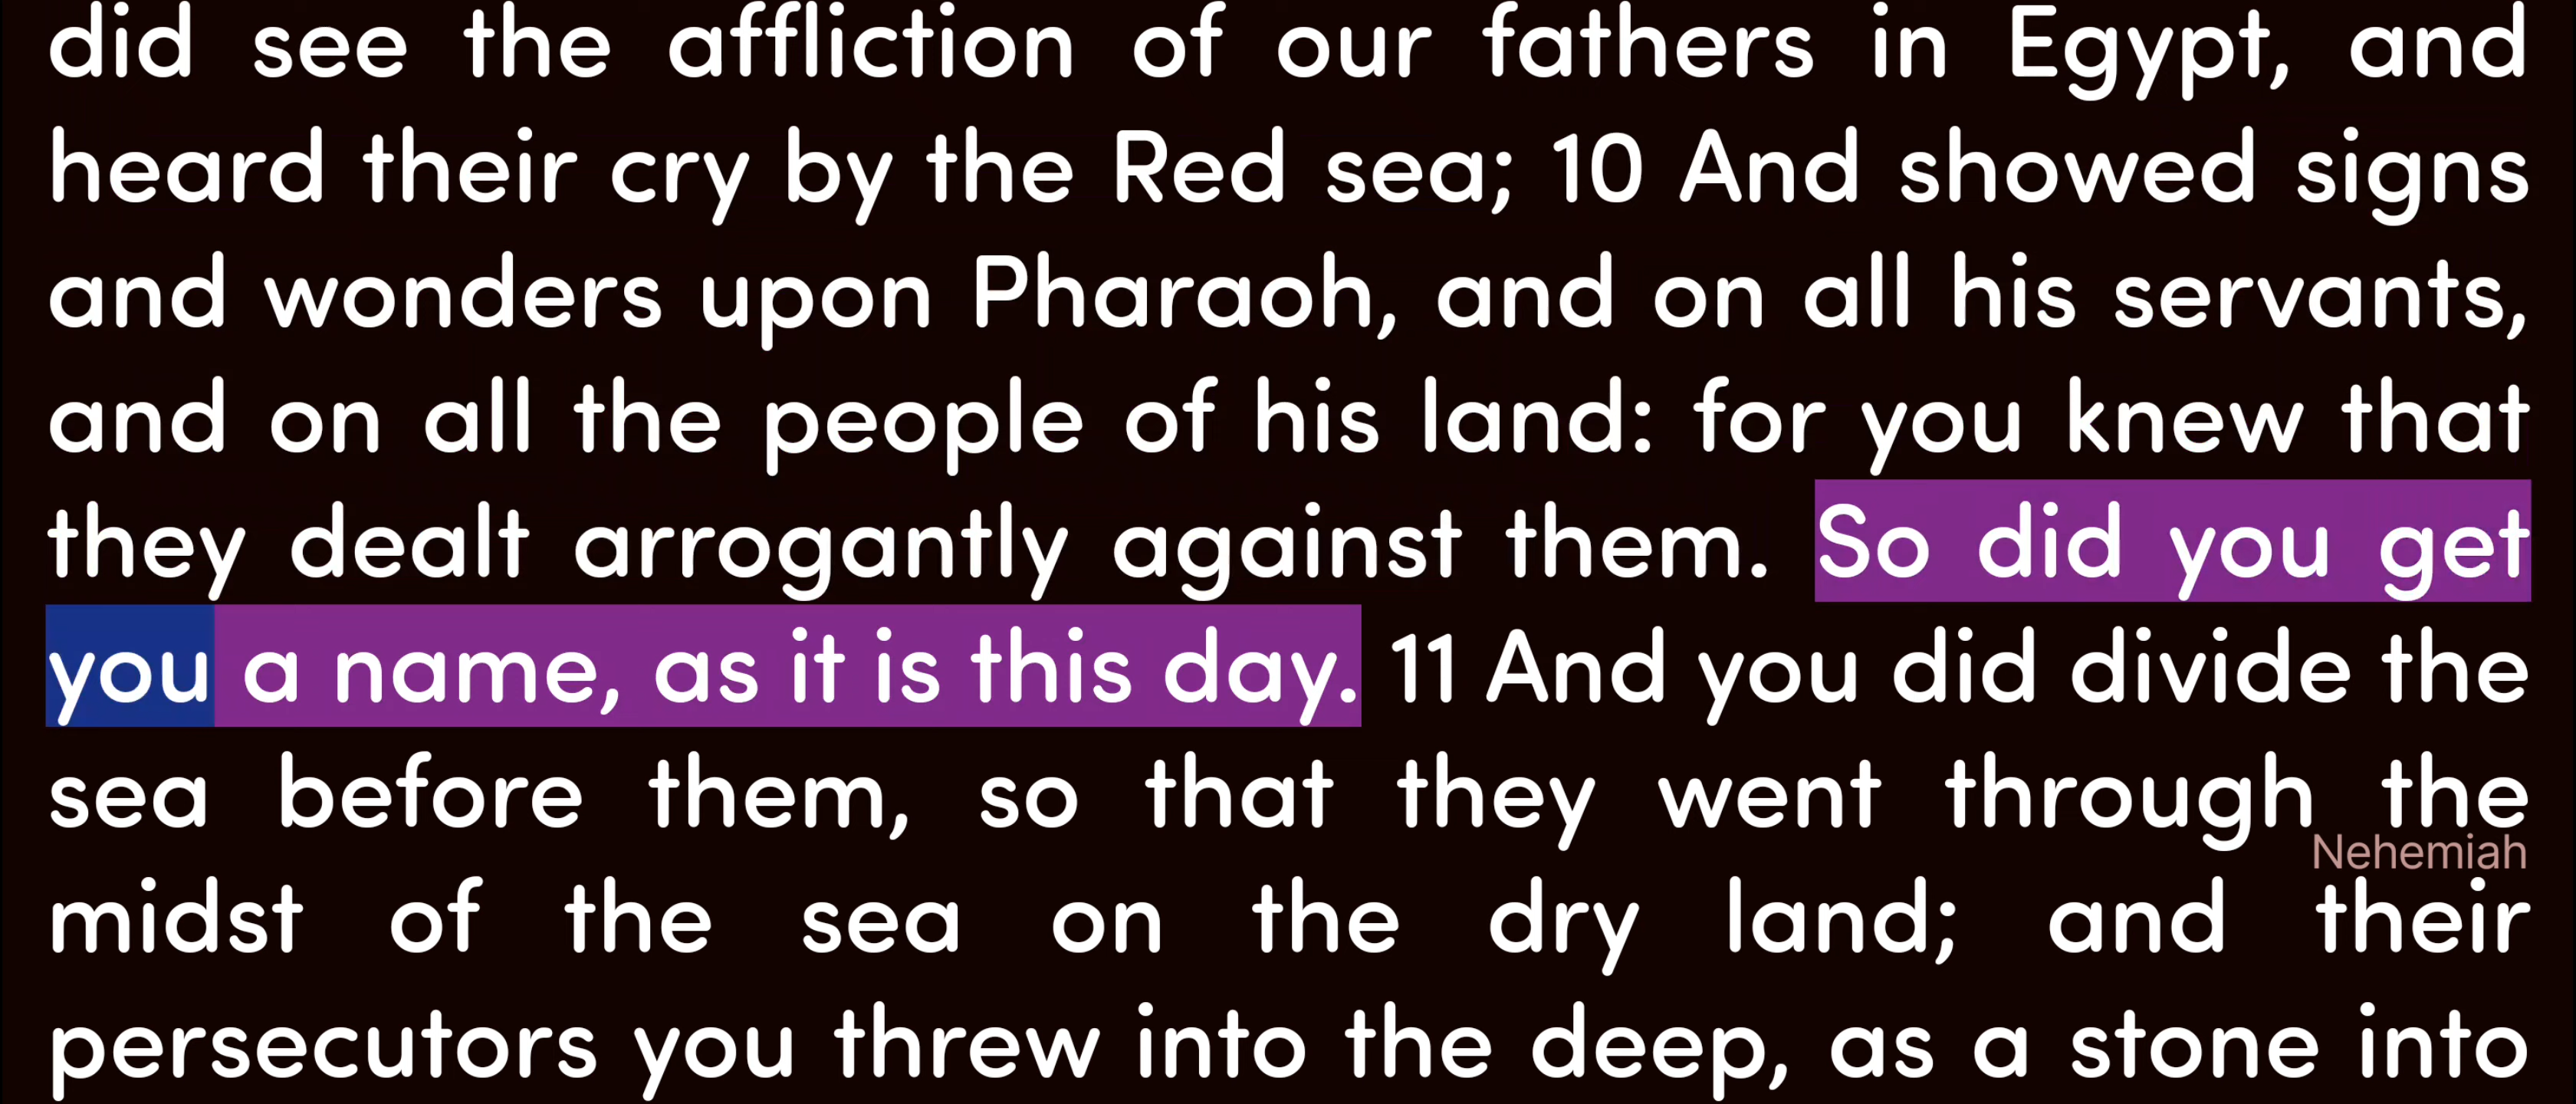 did see the affliction of our fathers in Egypt, and
heard their cry by the Red sea; 10 And showed signs
and wonders upon Pharaoh, and on all his servants,
and on all the people of his land: for you knew that
they dealt arrogantly against them. So did you get
you a name, as it is this day. 11 And you did divide the
sea before them, so that they went through the
Nehemiah
midst of the sea on the dry land; and their
persecutors you threw into the deep, as a stone into